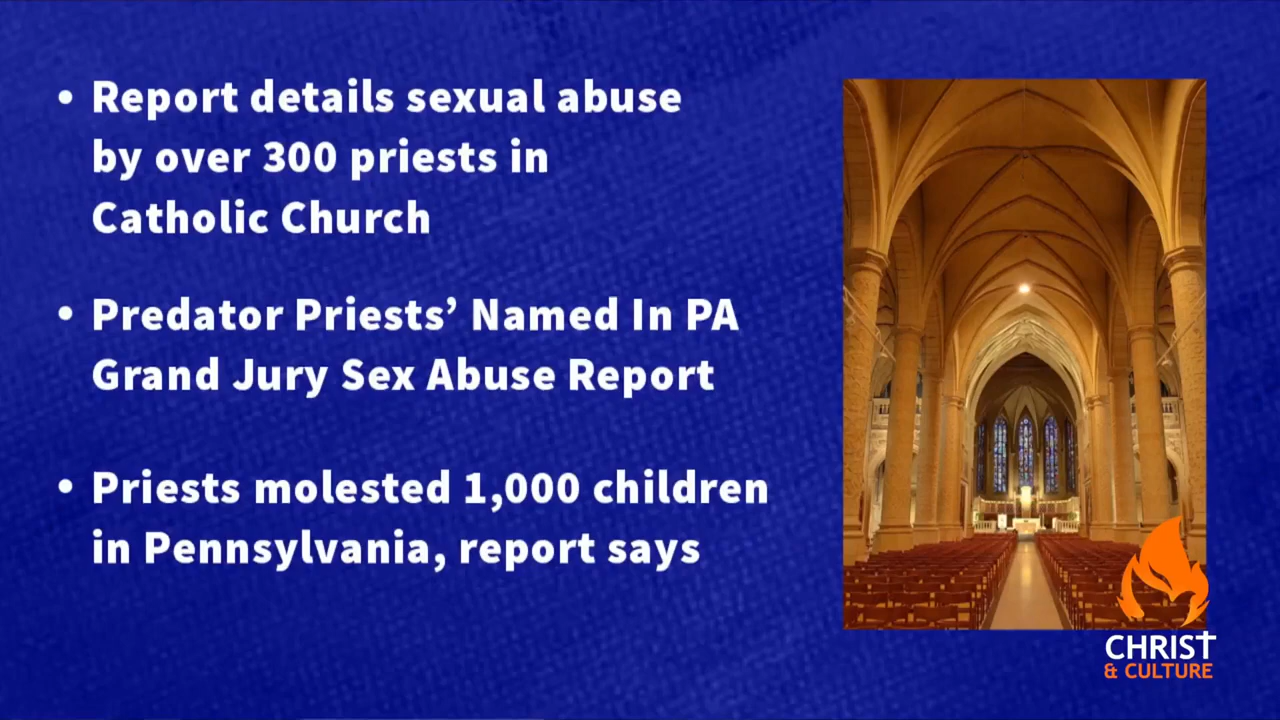 • Report details sexual abuse
by over 300 priests in
Catholic Church
• Predator Priests’ Named In PA
Grand Jury Sex Abuse Report
• Priests molested 1,000 children
in Pennsylvania, report says
CHRIST
& CULTURE